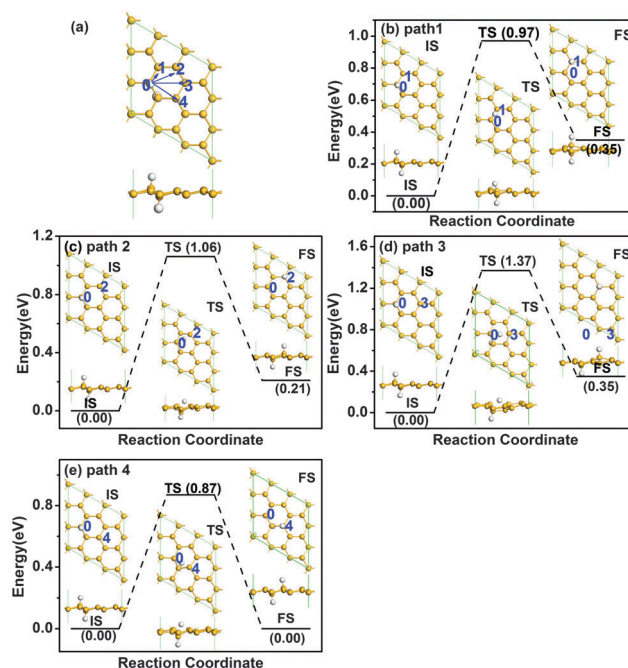 (a)
1
2
0
3
4
(b) path1
TS (0.97)
FS
IS
TS
1
0
1
0
1
0
FS
(0.35)
IS
(0.00)
1.0
0.8
0.6
0.4
0.2
0.0
Energy(eV)
Reaction Coordinate
(c) path 2
IS
TS (1.06)
FS
2
0
TS
2
0
2
0
FS
(0.21)
IS
(0.00)
1.2
0.8
0.4
0.0
Energy(eV)
Reaction Coordinate
(d) path 3
IS
TS (1.37)
FS
0 3
TS
0 3
0 3
FS
(0.35)
IS
(0.00)
1.6
1.2
0.8
0.4
0.0
Energy(eV)
Reaction Coordinate
(e) path 4
IS
TS (0.87)
FS
0
4
TS
0
4
0
4
IS
(0.00)
FS
(0.00)
0.8
0.4
0.0
Energy(eV)
Reaction Coordinate